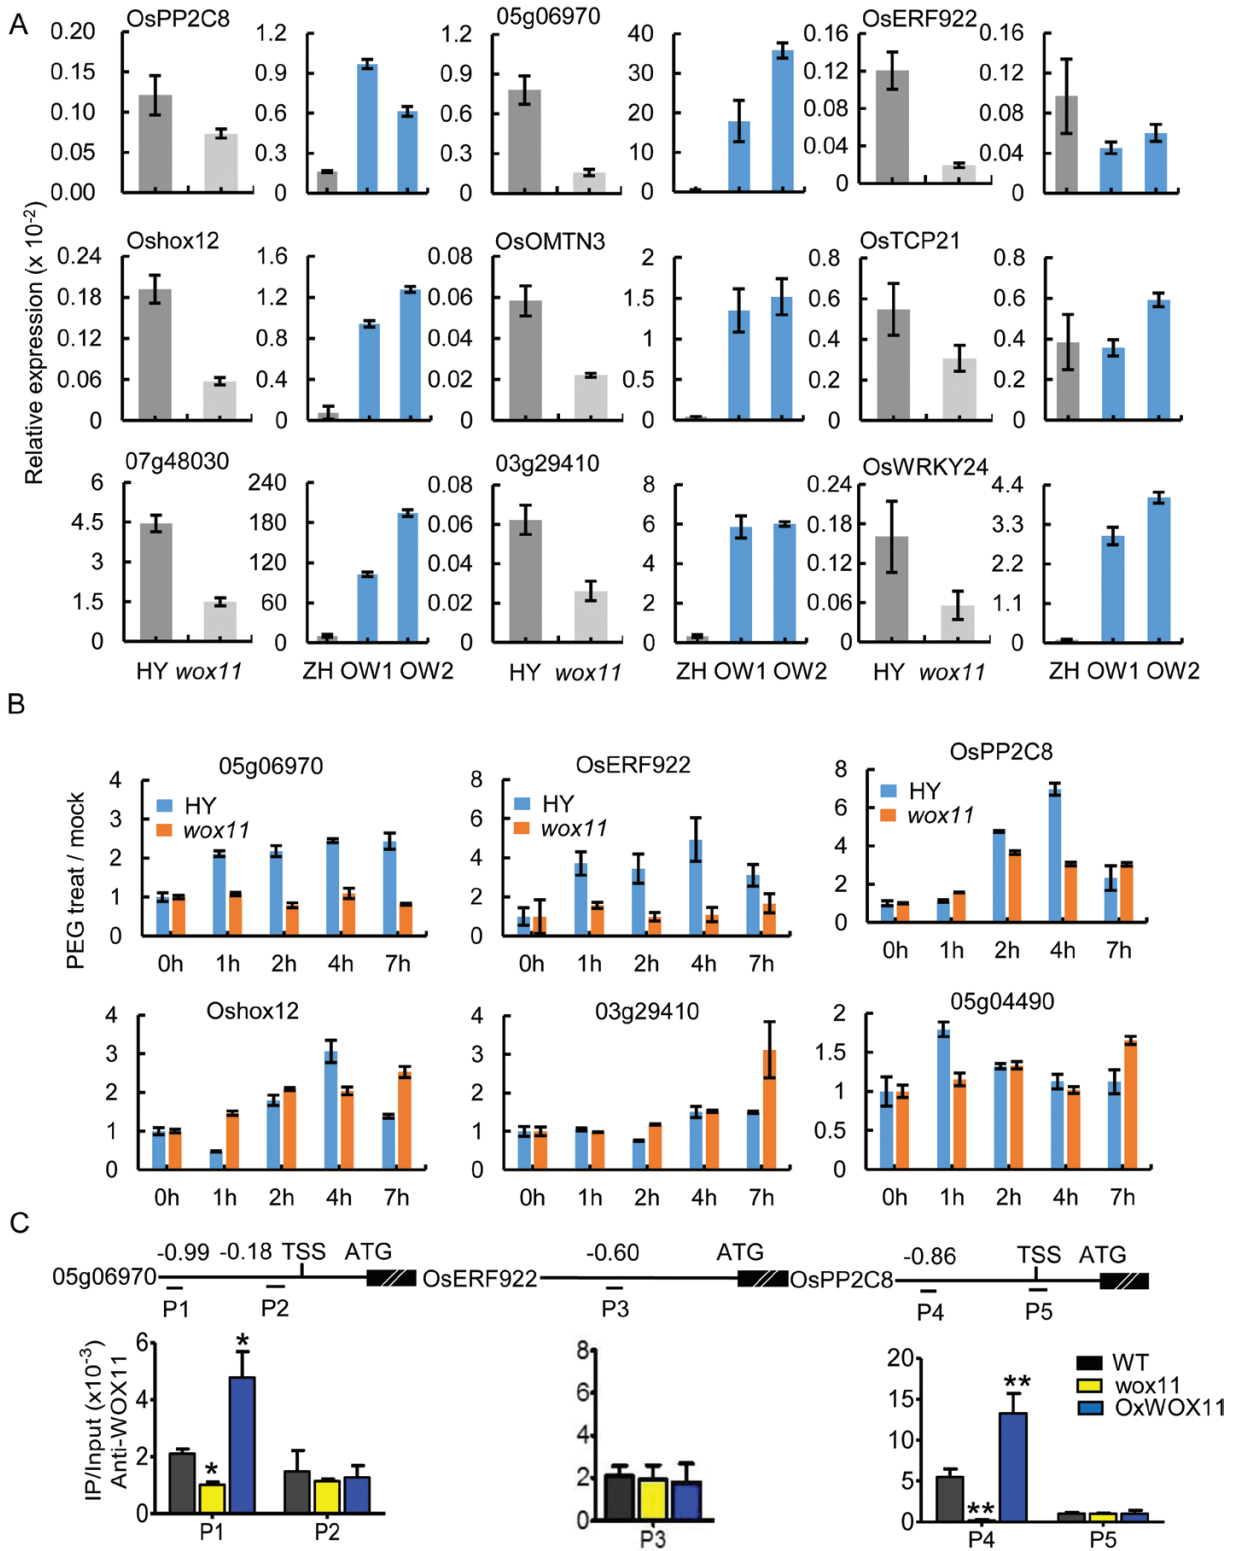 A
OsPP2C8
05g06970
OsERF922
0.20
0.15
0.10
0.05
0.00
1.2
0.9
0.6
0.3
0
1.2
0.9
0.6
0.3
0
40
30
20
10
0
0.16
0.12
0.08
0.04
0
0.16
0.12
0.08
0.04
0
Relative expression (x 10-2)
Oshox12
OsOMTN3
OsTCP21
0.24
0.18
0.12
0.06
0
1.6
1.2
0.8
0.4
0
0.08
0.06
0.04
0.02
0
2
1.5
1
0.5
0
0.8
0.6
0.4
0.2
0
0.8
0.6
0.4
0.2
0
07g48030
03g29410
OsWRKY24
6
4.5
3
1.5
0
240
180
120
60
0
0.08
0.06
0.04
0.02
0
8
6
4
2
0
0.24
0.18
0.12
0.06
0
4.4
3.3
2.2
1.1
0
HY wox11
ZH OW1 OW2
HY wox11
ZH OW1 OW2
HY wox11
ZH OW1 OW2
B
PEG treat / mock
05g06970
4
3
2
1
0
HY
wox11
0h 1h 2h 4h 7h
OsERF922
8
6
4
2
0
HY
wox11
0h 1h 2h 4h 7h
OsPP2C8
8
6
4
2
0
HY
wox11
0h 1h 2h 4h 7h
Oshox12
4
3
2
1
0
0h 1h 2h 4h 7h
03g29410
4
3
2
1
0
0h 1h 2h 4h 7h
05g04490
2
1.5
1
0.5
0
0h 1h 2h 4h 7h
C
-0.99 -0.18 TSS ATG
05g06970
P1 P2
-0.60 ATG
OsERF922
P3
-0.86 TSS ATG
OsPP2C8
P4 P5
IP/Input (x10-3)
Anti-WOX11
6
4
2
0
*
*
P1 P2
8
6
4
2
0
P3
20
15
10
5
0
**
**
P4 P5
WT
wox11
OxWOX11